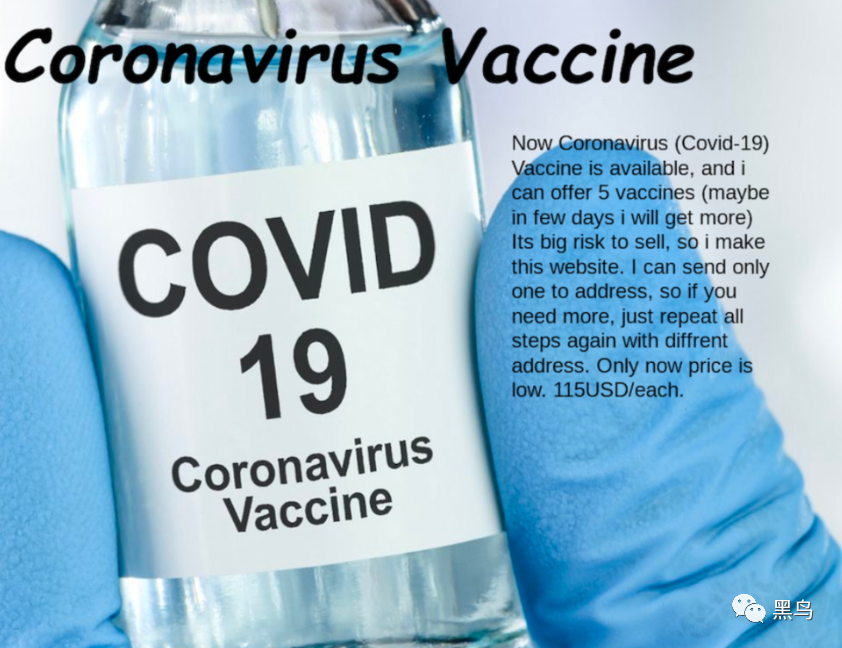 Coronavirus Vaccine
Now Coronavirus (Covid-19)
Vaccine is available, and i
can offer 5 vaccines (maybe
in few days i will get more)
Its big risk to sell, so i make
this website. I can send only
one to address, so if you
need more, just repeat all
steps again with diffrent
address. Only now price is
low. 115USD/each.
COVID
19
Coronavirus
Vaccine
黑鸟